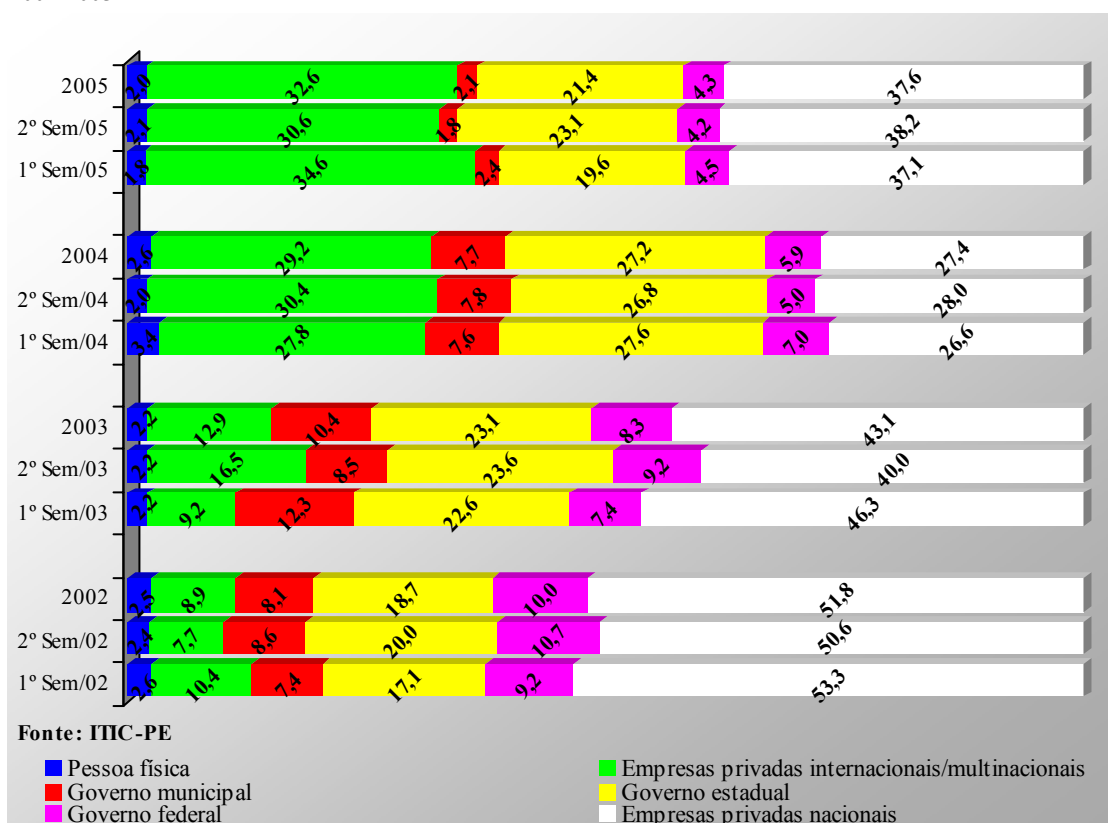 2005 2,0 32,6 2,1 21,4 4,3 37,6
2º Sem/05 2,1 30,6 1,8 23,1 4,2 38,2
1º Sem/05 1,8 34,6 2,4 19,6 4,5 37,1
2004 2,6 29,2 7,7 27,2 5,9 27,4
2º Sem/04 2,0 30,4 7,8 26,8 5,0 28,0
1º Sem/04 3,4 27,8 7,6 27,6 7,0 26,6
2003 2,2 12,9 10,4 23,1 8,3 43,1
2º Sem/03 2,2 16,5 8,5 23,6 9,2 40,0
1º Sem/03 2,2 9,2 12,3 22,6 7,4 46,3
2002 2,5 8,9 8,1 18,7 10,0 51,8
2º Sem/02 2,4 7,7 8,6 20,0 10,7 50,6
1º Sem/02 2,6 10,4 7,4 17,1 9,2 53,3
Fonte: ITIC-PE
Pessoa física Empresas privadas internacionais/multinacionais
Governo municipal Governo estadual
Governo federal Empresas privadas nacionais